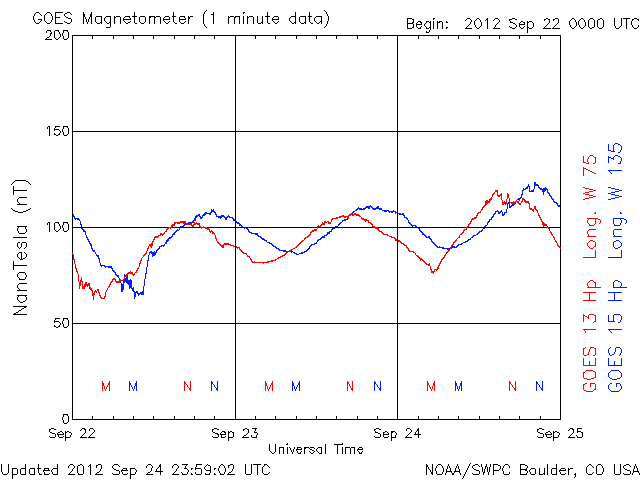 GOES Magnetometer (1 minute data)
Begin: 2012 Sep 22 0000 UTC
200
150
100
50
0
NanoTesla (nT)
M M N N M M N N M M N N
Sep 22 Sep 23 Sep 24 Sep 25
Universal Time
GOES 13 Hp Long. W 75
GOES 15 Hp Long. W 135
Updated 2012 Sep 24 23:59:02 UTC
NOAA/SWPC Boulder, CO USA